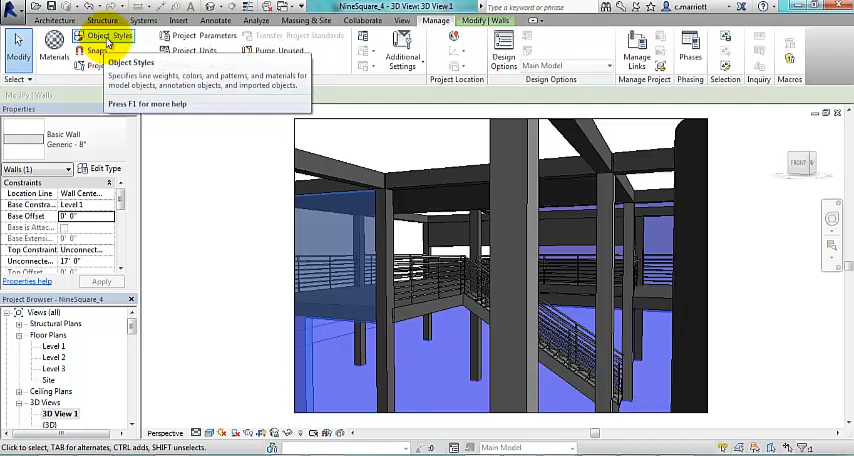 NineSquare_4 - 3D View: 3D View 1
Type a keyword or phrase
c.marriott
Architecture Structure Systems Insert Annotate Analyze Massing & Site Collaborate View Manage Modify | Walls
Modify
Materials
Object Styles
Snaps
Project Parameters
Project Units
Transfer Project Standards
Purge Unused
Additional
Settings
Design
Options
Main Model
Manage
Links
Phases
Select
Project Location
Design Options
Manage Project
Phasing
Selection
Inquiry
Macros
Object Styles
Specifies line weights, colors, and patterns, and materials for
model objects, annotation objects, and imported objects.
Press F1 for more help
Modify | Walls
Properties
Basic Wall
Generic - 8"
Walls (1)
Edit Type
Constraints
Location Line Wall Cente...
Base Constra... Level 1
Base Offset 0' 0"
Base is Attac...
Base Extensi... 0' 0"
Top Constraint Unconnect...
Unconnecte... 17' 0"
Top Offset 0' 0"
Properties help
Apply
Project Browser - NineSquare_4
Views (all)
Structural Plans
Floor Plans
Level 1
Level 2
Level 3
Site
Ceiling Plans
3D Views
3D View 1
{3D}
FRONT
Perspective
Click to select, TAB for alternates, CTRL adds, SHIFT unselects.
:0
Main Model
:1